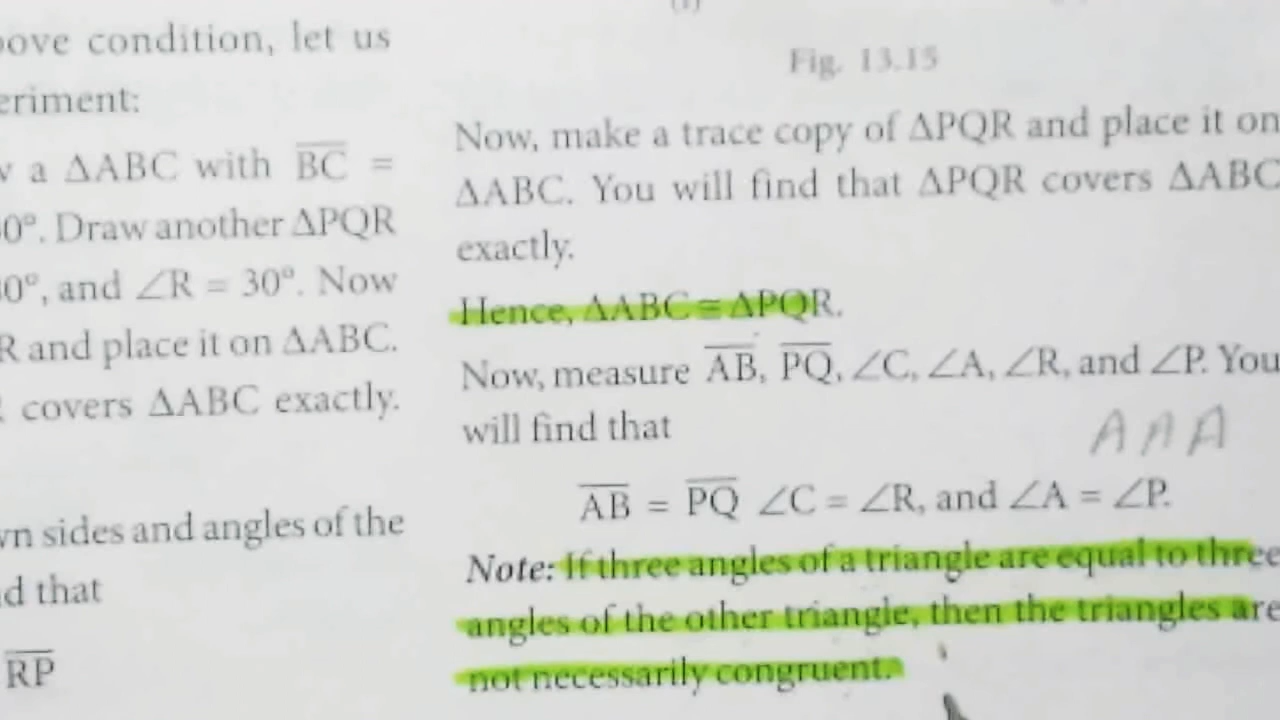 ove condition, let us
eriment:
a ΔABC with BC =
0°. Draw another ΔPQR
0°, and ∠R = 30°. Now
R and place it on ΔABC.
covers ΔABC exactly.
wn sides and angles of the
d that
RP
Fig. 13.15
Now, make a trace copy of ΔPQR and place it on
ΔABC. You will find that ΔPQR covers ΔABC
exactly.
Hence, ΔABC ≅ ΔPQR.
Now, measure AB, PQ, ∠C, ∠A, ∠R, and ∠P. You
will find that
AAA
AB = PQ ∠C = ∠R, and ∠A = ∠P.
Note: If three angles of a triangle are equal to three
angles of the other triangle, then the triangles are
not necessarily congruent.